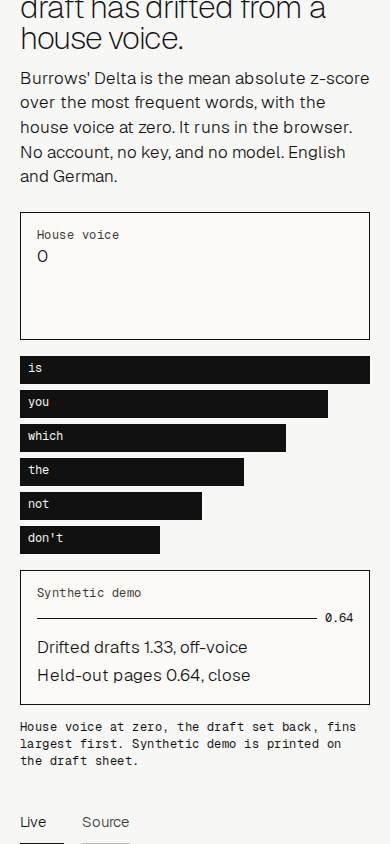 draft has drifted from a
house voice.
Burrows' Delta is the mean absolute z-score
over the most frequent words, with the
house voice at zero. It runs in the browser.
No account, no key, and no model. English
and German.
House voice
0
is
you
which
the
not
don't
Synthetic demo
0.64
Drifted drafts 1.33, off-voice
Held-out pages 0.64, close
House voice at zero, the draft set back, fins
largest first. Synthetic demo is printed on
the draft sheet.
Live Source